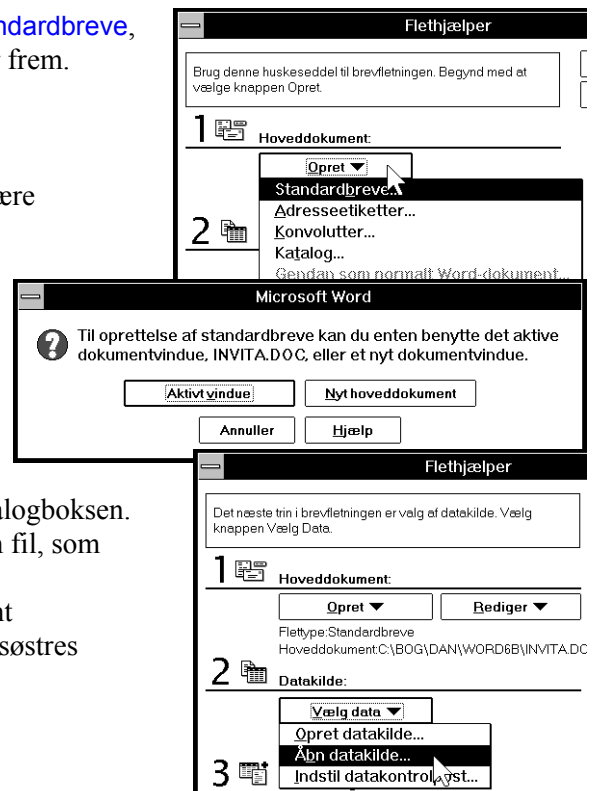 ndardbreve,
frem.
ære
alogboksen.
fil, som
nt
søstres
Flethjælper
Brug denne huskeseddel til brevfletningen. Begynd med at
vælge knappen Opret.
1 Hoveddokument:
Opret
Standardbreve...
Adresseetiketter...
2 Konvolutter...
Katalog...
Gendan som normalt Word-dokument...
Microsoft Word
Til oprettelse af standardbreve kan du enten benytte det aktive
dokumentvindue, INVITA.DOC, eller et nyt dokumentvindue.
Aktivt vindue Nyt hoveddokument
Annuller Hjælp
Flethjælper
Det næste trin i brevfletningen er valg af datakilde. Vælg
knappen Vælg Data.
1 Hoveddokument:
Opret Rediger
Flettype:Standardbreve
Hoveddokument:C:\BOG\DAN\WORD6B\INVITA.DO
2 Datakilde:
Vælg data
Opret datakilde...
Åbn datakilde...
3 Indstil datakontrol